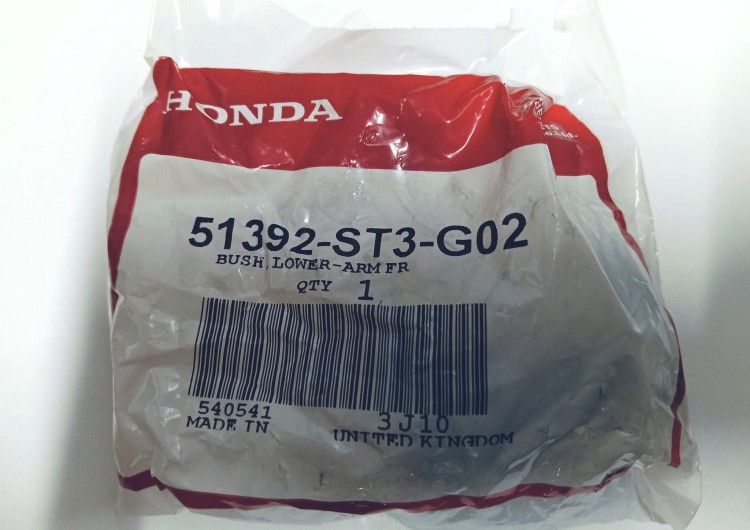 HONDA
51392-ST3-G02
BUSH, LOWER-ARM FR
QTY 1
540541 3J10
MADE IN UNITED KINGDOM